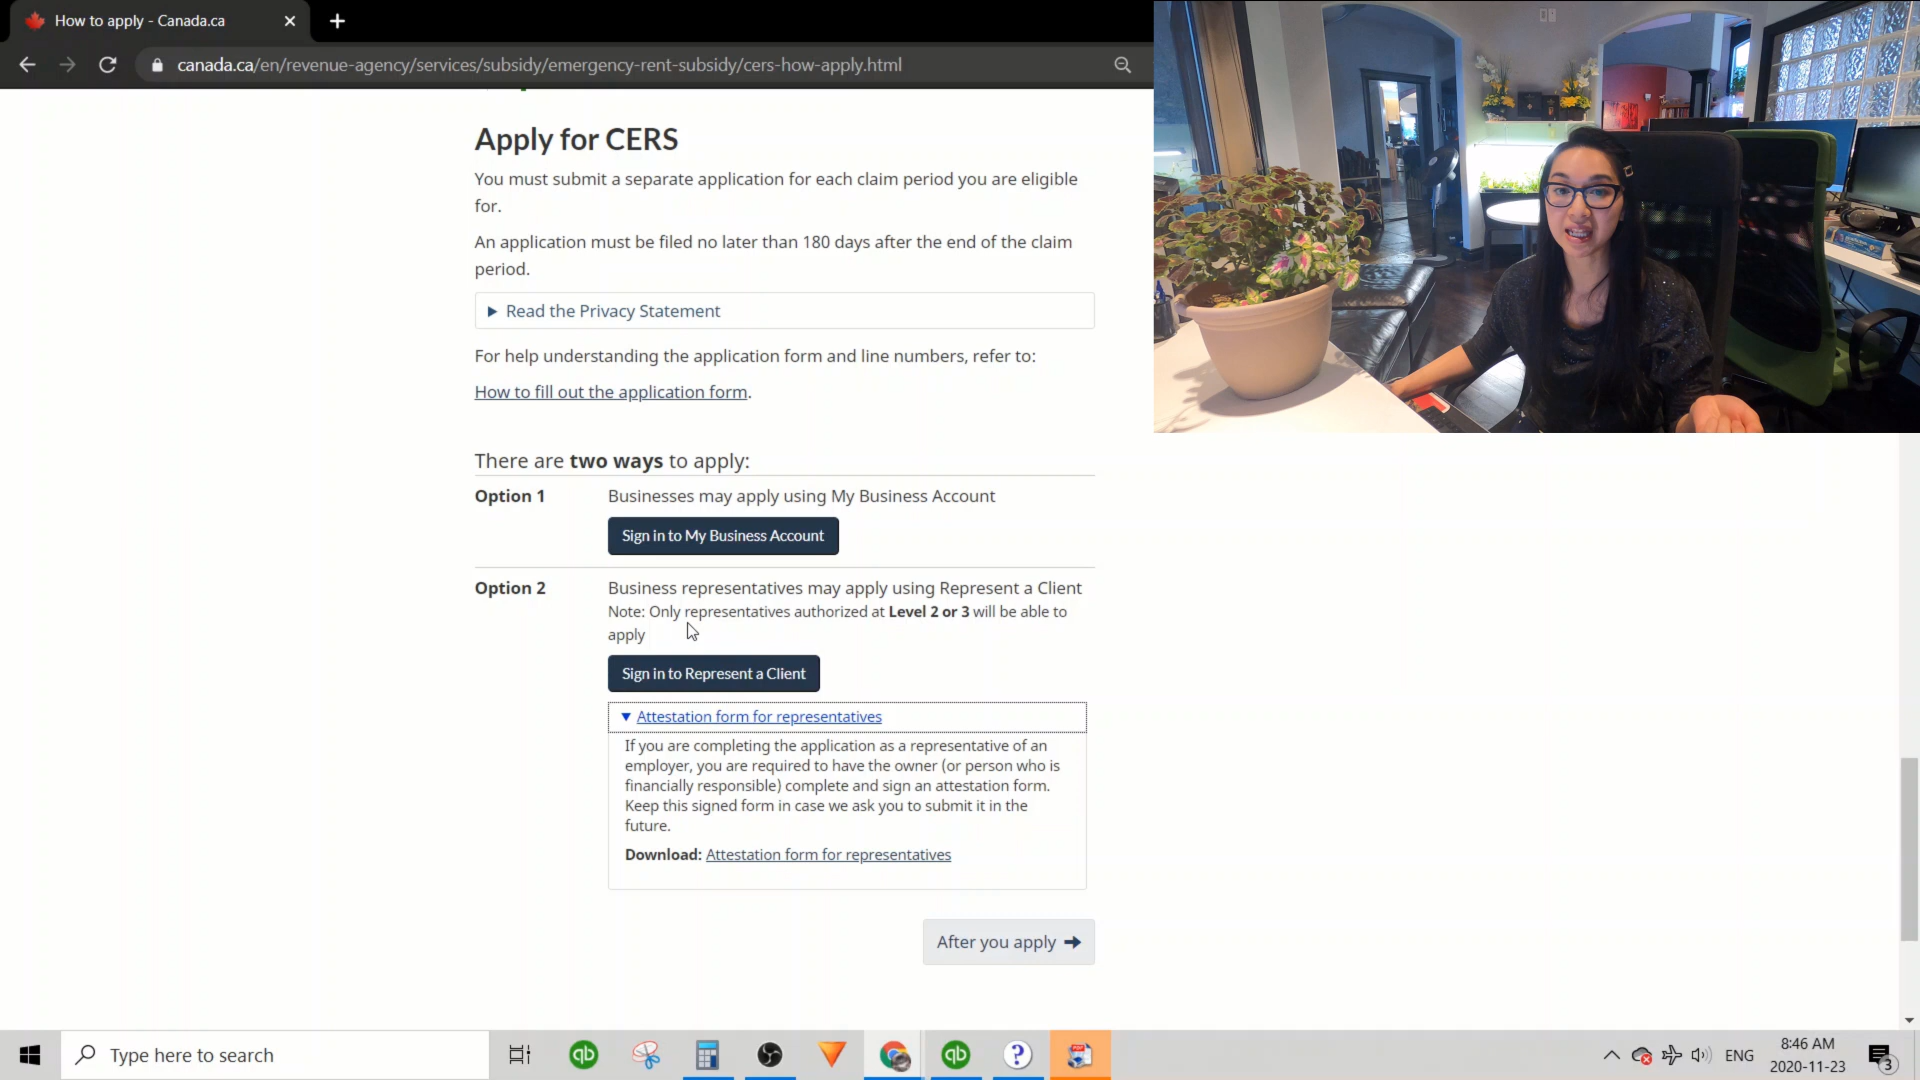 How to apply - Canada.ca
canada.ca/en/revenue-agency/services/subsidy/emergency-rent-subsidy/cers-how-apply.html
Apply for CERS
You must submit a separate application for each claim period you are eligible
for.
An application must be filed no later than 180 days after the end of the claim
period.
Read the Privacy Statement
For help understanding the application form and line numbers, refer to:
How to fill out the application form.
There are two ways to apply:
Option 1
Businesses may apply using My Business Account
Sign in to My Business Account
Option 2
Business representatives may apply using Represent a Client
Note: Only representatives authorized at Level 2 or 3 will be able to
apply
Sign in to Represent a Client
Attestation form for representatives
If you are completing the application as a representative of an
employer, you are required to have the owner (or person who is
financially responsible) complete and sign an attestation form.
Keep this signed form in case we ask you to submit it in the
future.
Download: Attestation form for representatives
After you apply
Type here to search
qb
qb
?
ENG
8:46 AM
2020-11-23
3